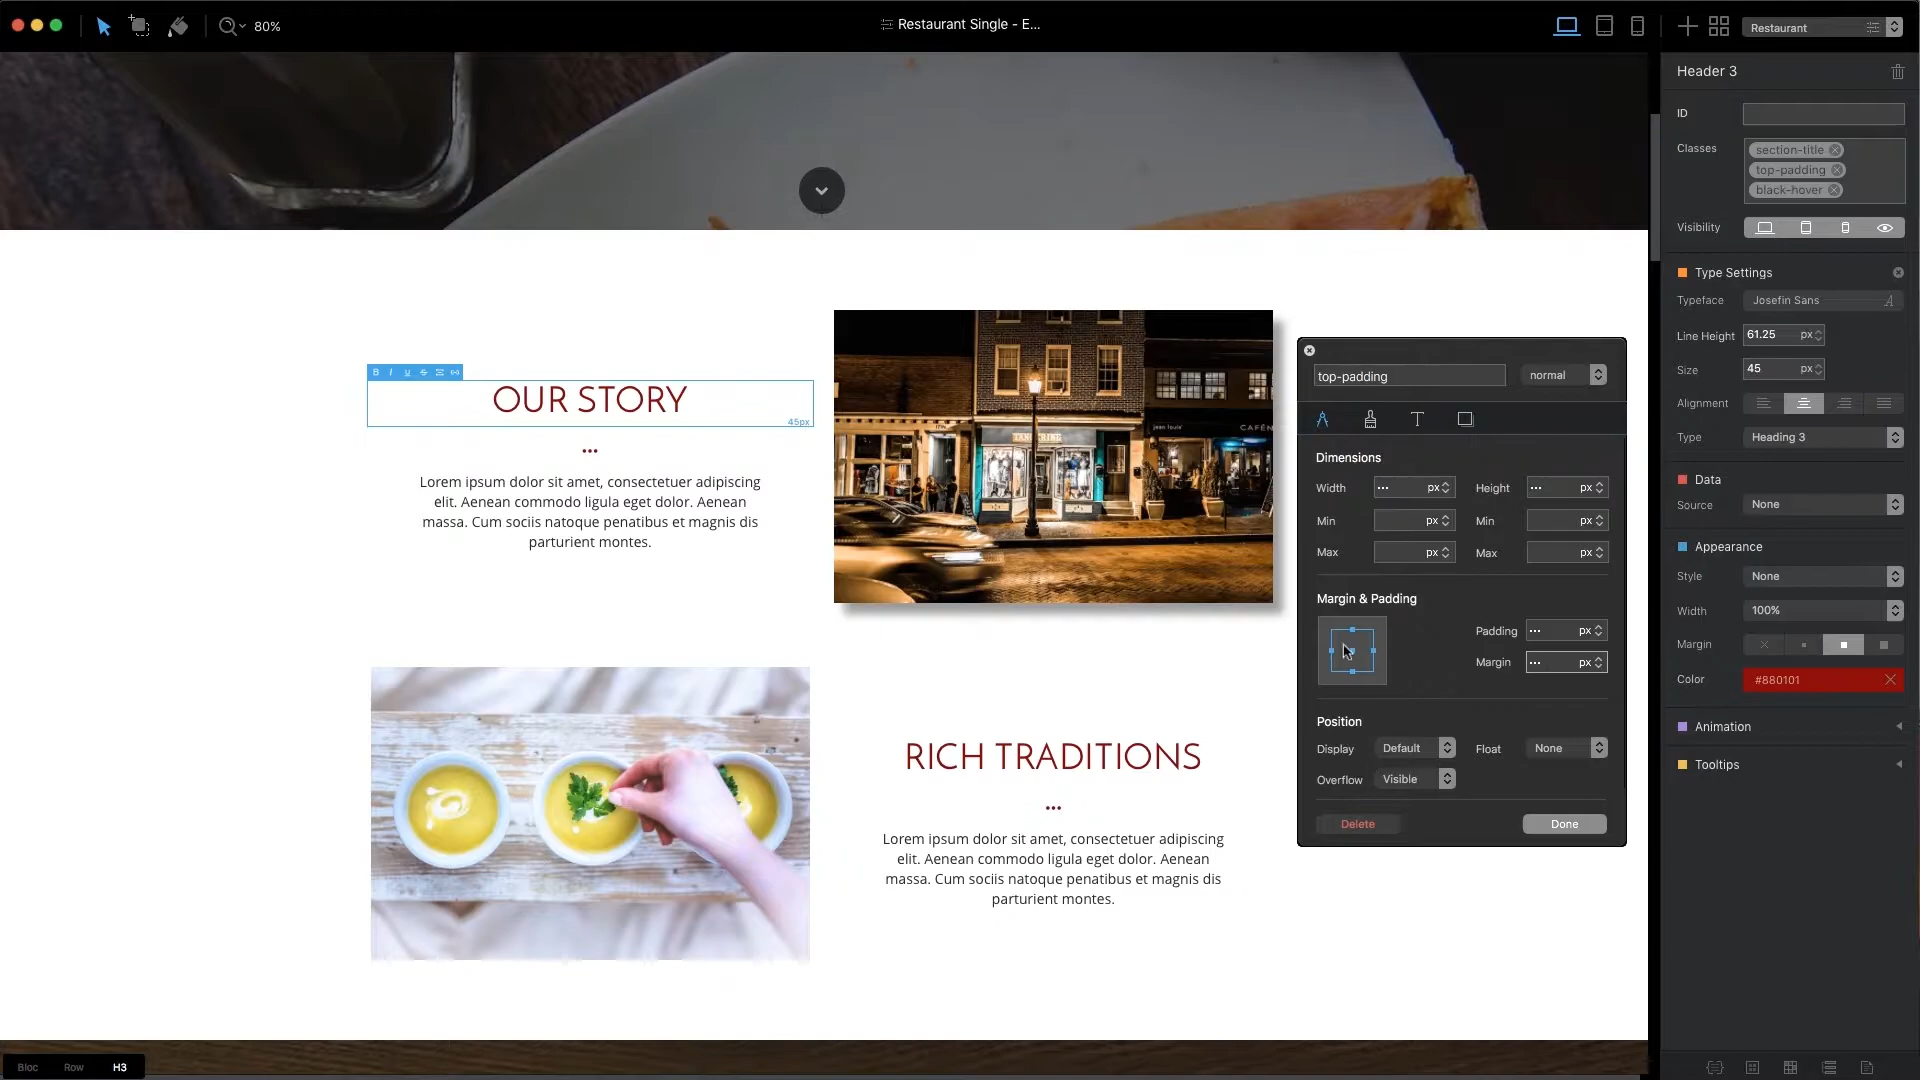 80%
Restaurant Single - E...
Restaurant
Header 3
ID
Classes
section-title
top-padding
black-hover
Visibility
Type Settings
Typeface
Josefin Sans
Line Height
61.25
px
Size
45
px
Alignment
Type
Heading 3
Data
Source
None
Appearance
Style
None
Width
100%
Margin
Color
#880101
Animation
Tooltips
B I U S
OUR STORY
45px
•••
Lorem ipsum dolor sit amet, consectetuer adipiscing
elit. Aenean commodo ligula eget dolor. Aenean
massa. Cum sociis natoque penatibus et magnis dis
parturient montes.
TANGERINE
jean louis'
CAFÉ
RICH TRADITIONS
•••
Lorem ipsum dolor sit amet, consectetuer adipiscing
elit. Aenean commodo ligula eget dolor. Aenean
massa. Cum sociis natoque penatibus et magnis dis
parturient montes.
top-padding
normal
Dimensions
Width ••• px Height ••• px
Min px Min px
Max px Max px
Margin & Padding
Padding ••• px
Margin ••• px
Position
Display Default Float None
Overflow Visible
Delete Done
Bloc Row H3